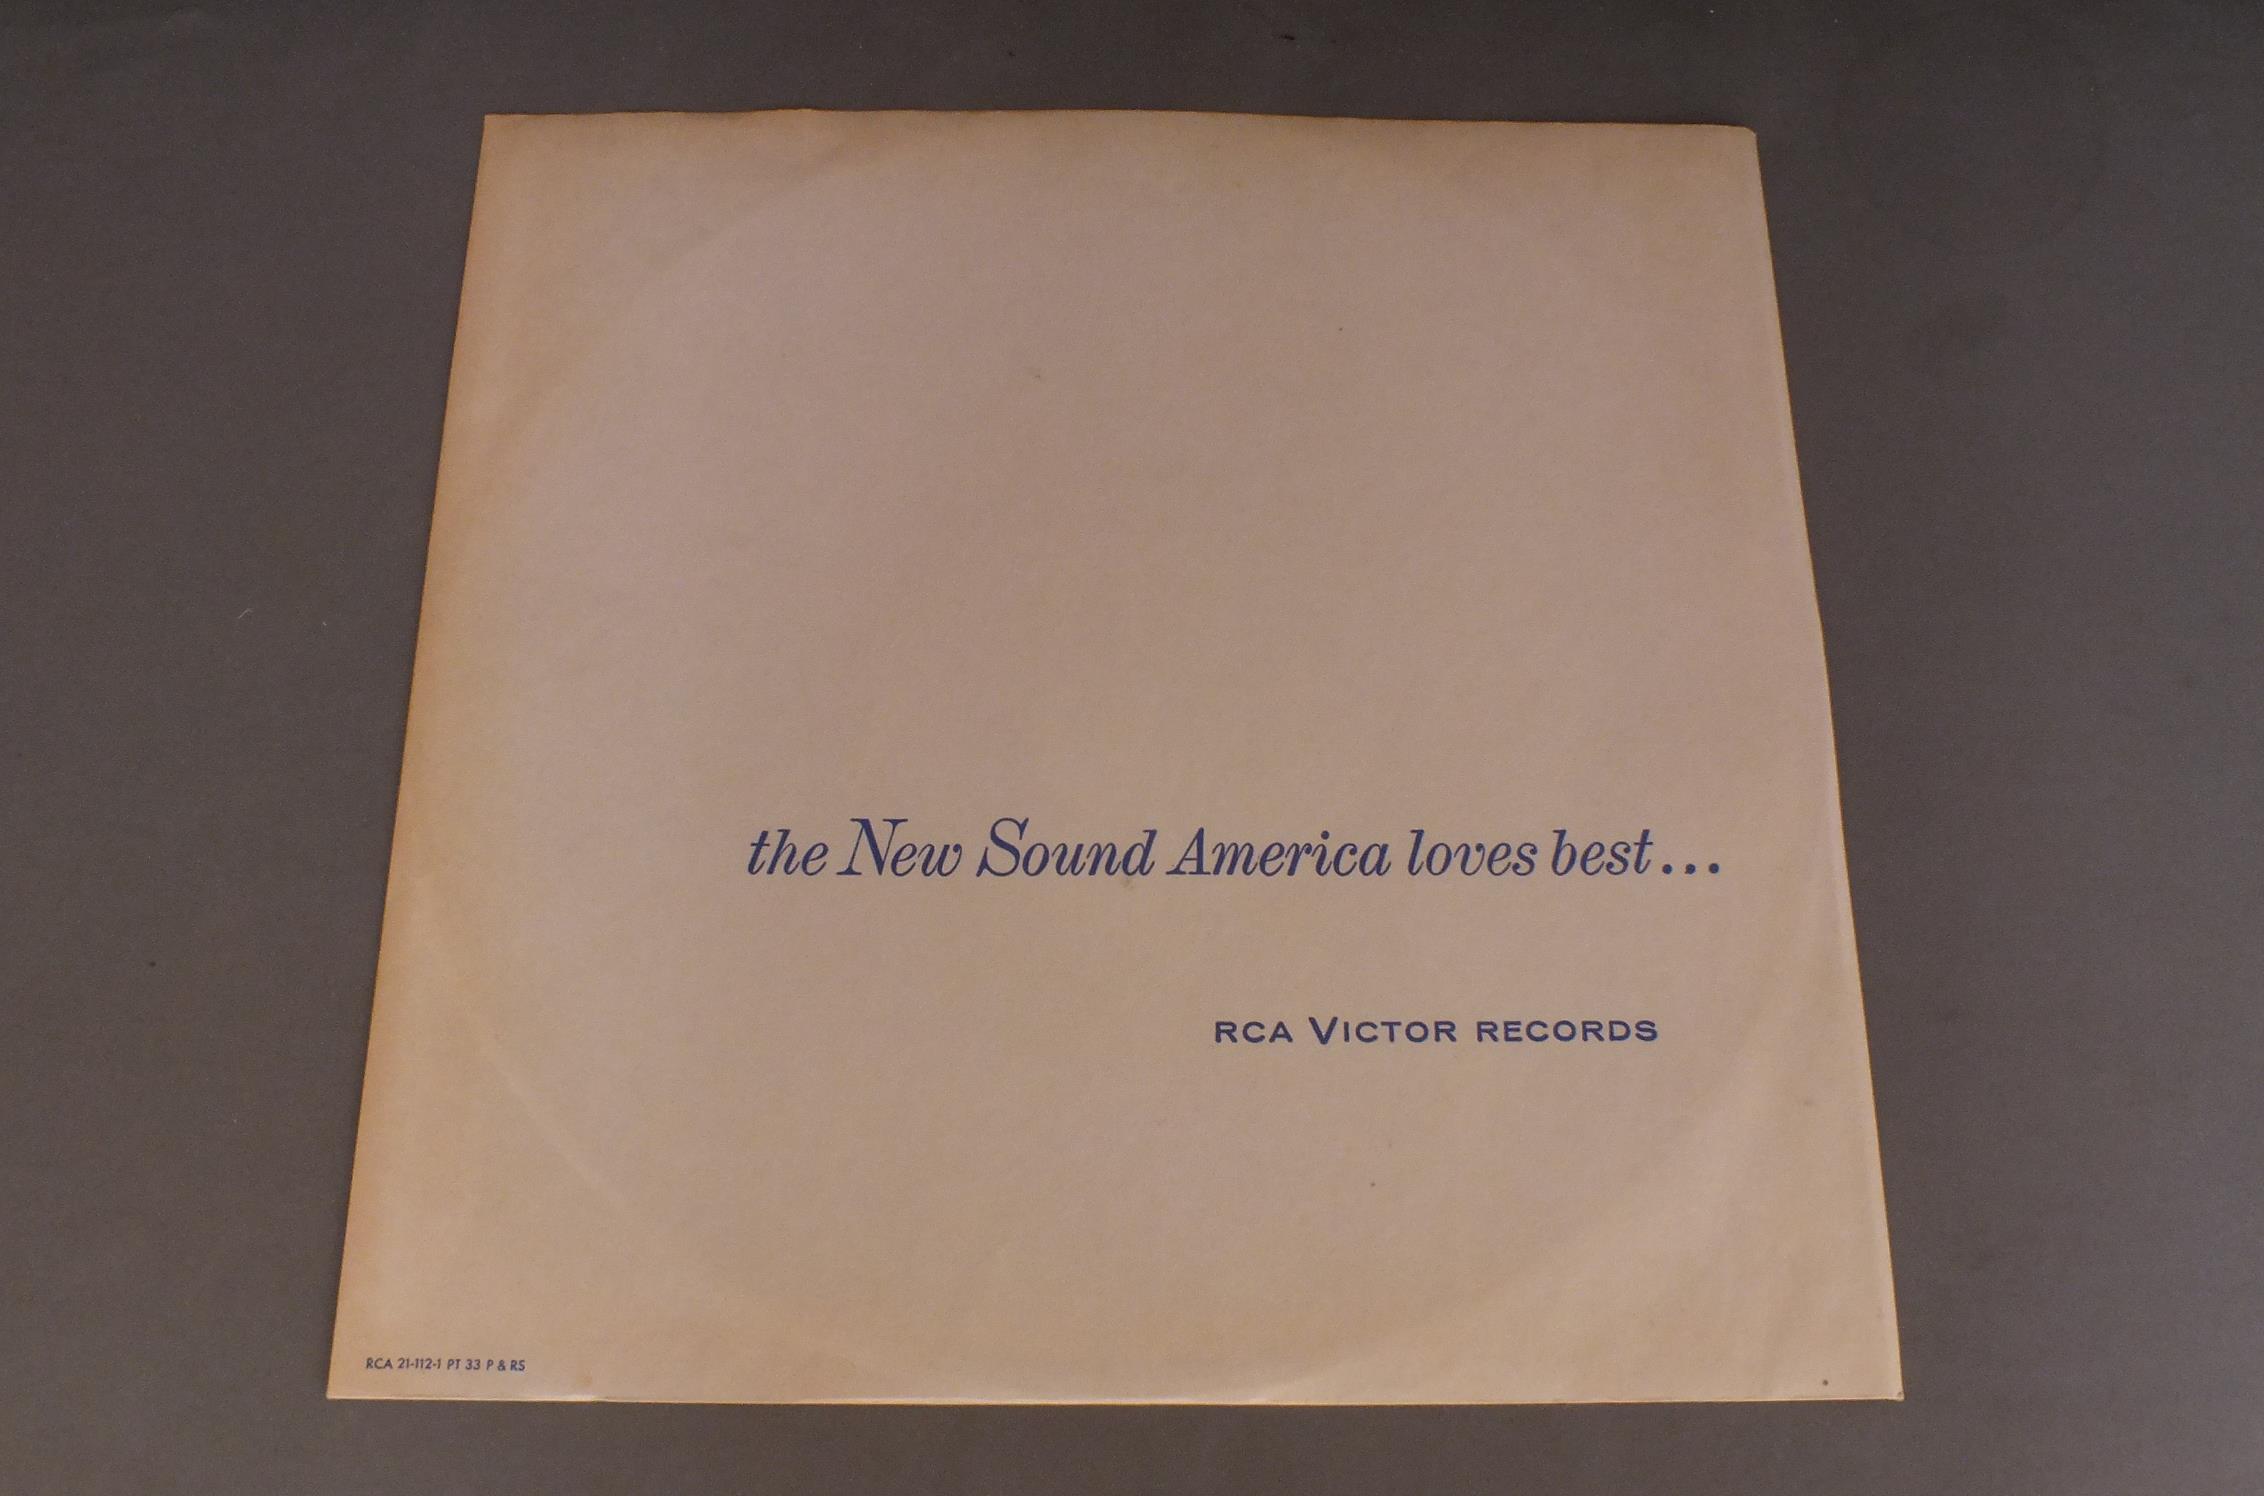 the New Sound America loves best...
RCA VICTOR RECORDS
RCA 21-112-1 PT 33 P & RS